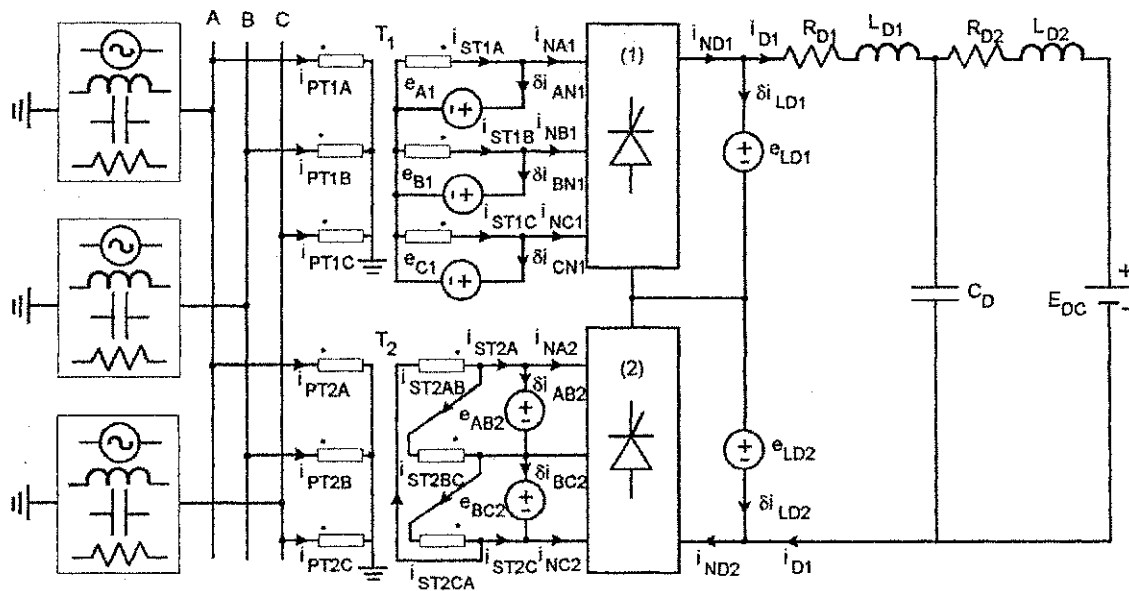 A B C
T1 iST1A iNA1 iND1 iD1 RD1 LD1 RD2 LD2
(1)
iPT1A eA1 δiAN1 δiLD1
iST1B iNB1 eLD1
iPT1B eB1 δiBN1
iST1C iNC1
iPT1C eC1 δiCN1
CD EDC
T2 iST2A iNA2
(2)
iPT2A iST2AB eAB2 δiAB2
eLD2
iPT2B iST2BC eBC2 δiBC2
δiLD2
iPT2C iST2CA iST2C iNC2 iND2 iD1